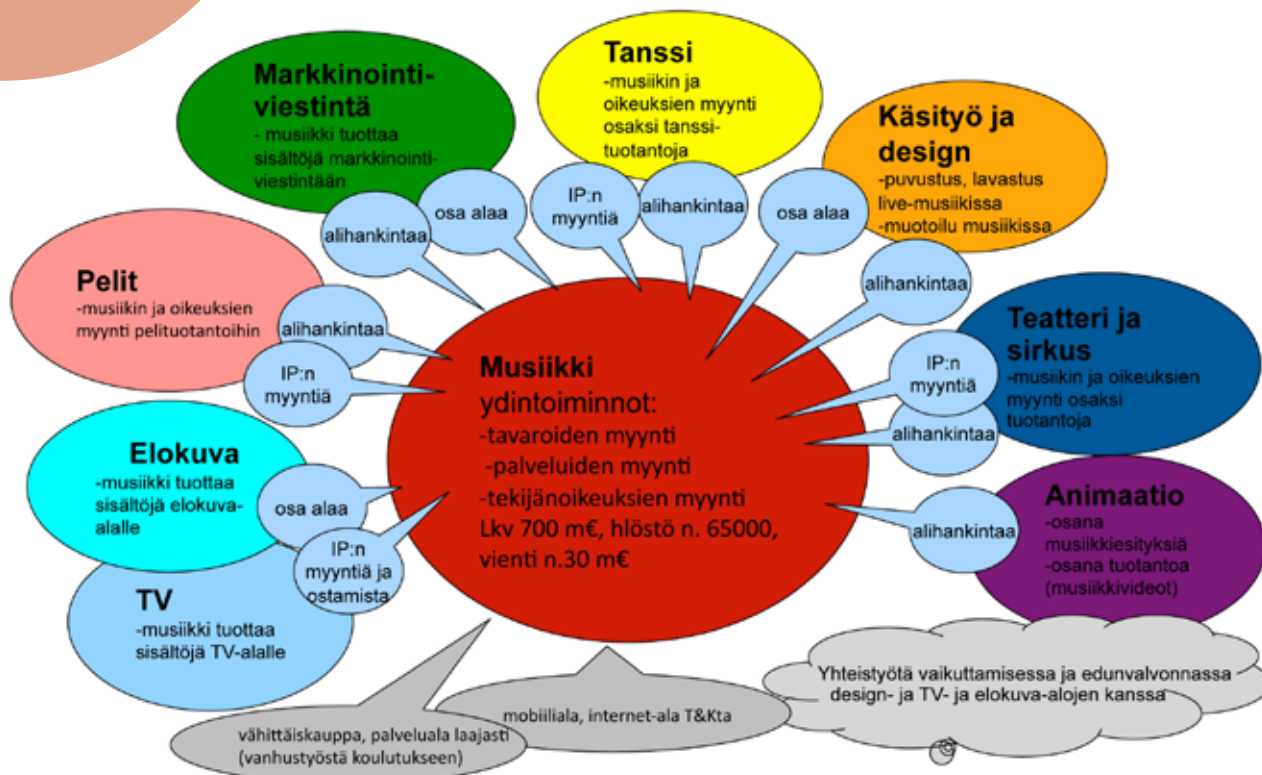 Markkinointi-
viestintä
- musiikki tuottaa
sisältöjä markkinointi-
viestintään
alihankintaa
osa alaa
Tanssi
-musiikin ja
oikeuksien myynti
osaksi tanssi-
tuotantoja
IP:n
myyntiä
alihankintaa
Käsityö ja
design
-puvustus, lavastus
live-musiikissa
-muotoilu musiikissa
osa alaa
alihankintaa
Pelit
-musiikin ja oikeuksien
myynti pelituotantoihin
alihankintaa
IP:n
myyntiä
Teatteri ja
sirkus
-musiikin ja oikeuksien
myynti osaksi
tuotantoja
IP:n
myyntiä
alihankintaa
Musiikki
ydintoiminnot:
-tavaroiden myynti
-palveluiden myynti
-tekijänoikeuksien myynti
Lkv 700 m€, hlöstö n. 65000,
vienti n.30 m€
Elokuva
-musiikki tuottaa
sisältöjä elokuva-
alalle
osa alaa
IP:n
myyntiä ja
ostamista
TV
-musiikki tuottaa
sisältöjä TV-alalle
Animaatio
-osana
musiikkiesityksiä
-osana tuotantoa
(musiikkivideot)
alihankintaa
Yhteistyötä vaikuttamisessa ja edunvalvonnassa
design- ja TV- ja elokuva-alojen kanssa
mobiiliala, internet-ala T&Kta
vähittäiskauppa, palveluala laajasti
(vanhustyöstä koulutukseen)